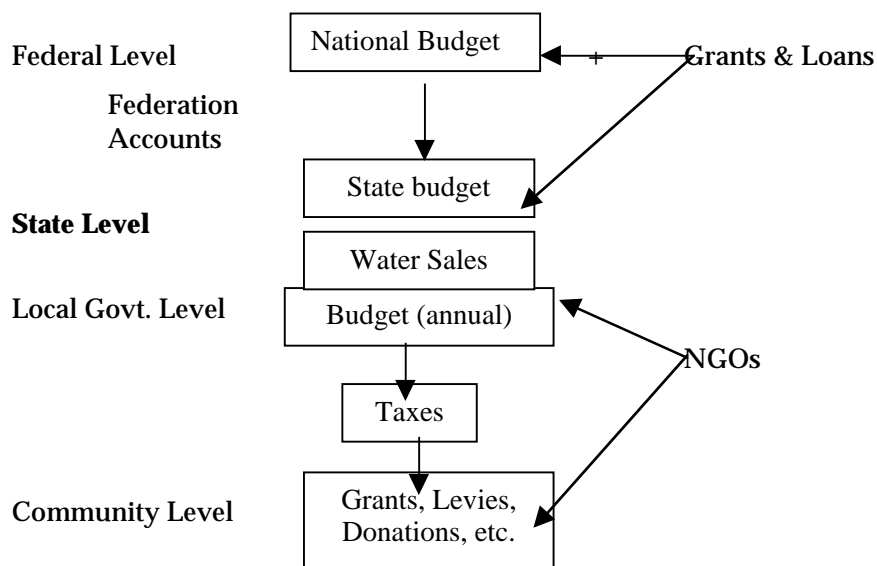 National Budget
Federal Level
+
Grants & Loans
Federation
Accounts
State budget
State Level
Water Sales
Local Govt. Level
Budget (annual)
NGOs
Taxes
Community Level
Grants, Levies,
Donations, etc.